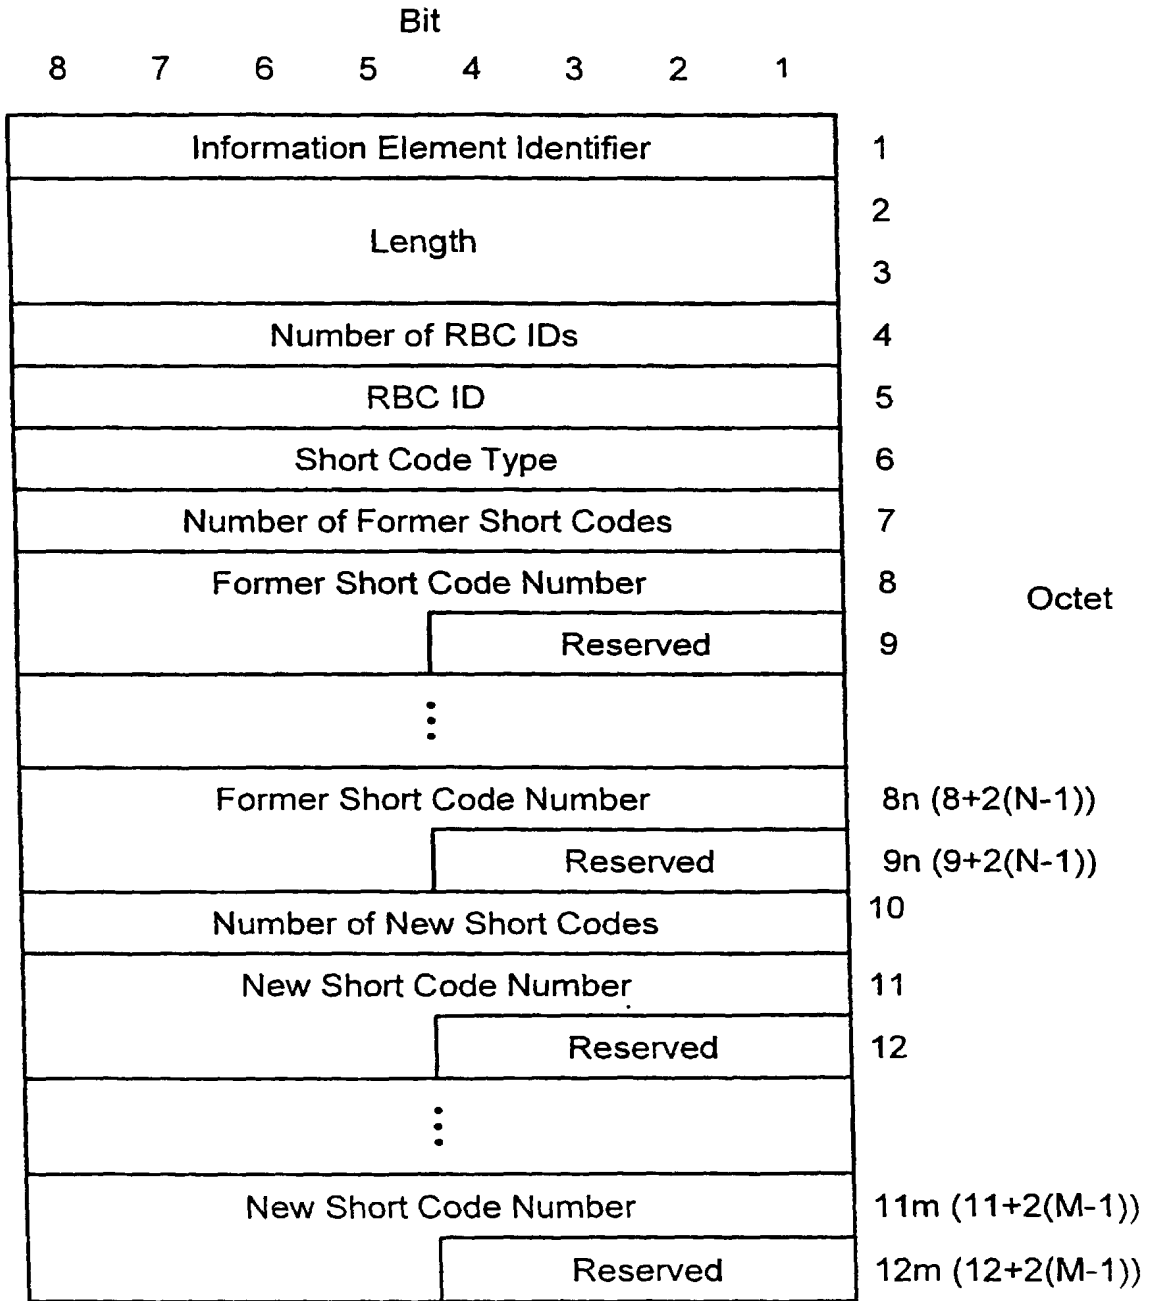 Bit
8 7 6 5 4 3 2 1
Information Element Identifier 1
2
Length
3
Number of RBC IDs 4
RBC ID 5
Short Code Type 6
Number of Former Short Codes 7
Former Short Code Number 8
Octet
Reserved 9
Former Short Code Number 8n (8+2(N-1))
Reserved 9n (9+2(N-1))
Number of New Short Codes 10
New Short Code Number 11
Reserved 12
New Short Code Number 11m (11+2(M-1))
Reserved 12m (12+2(M-1))